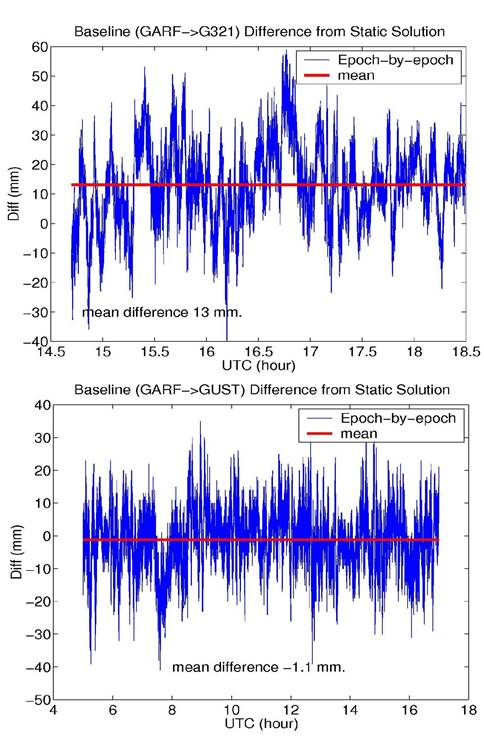 Baseline (GARF->G321) Difference from Static Solution
60
50
40
30
20
10
0
-10
-20
-30
-40
Diff (mm)
Epoch-by-epoch
mean
mean difference 13 mm.
14.5 15 15.5 16 16.5 17 17.5 18 18.5
UTC (hour)
Baseline (GARF->GUST) Difference from Static Solution
40
30
20
10
0
-10
-20
-30
-40
-50
Diff (mm)
Epoch-by-epoch
mean
mean difference -1.1 mm.
4 6 8 10 12 14 16 18
UTC (hour)